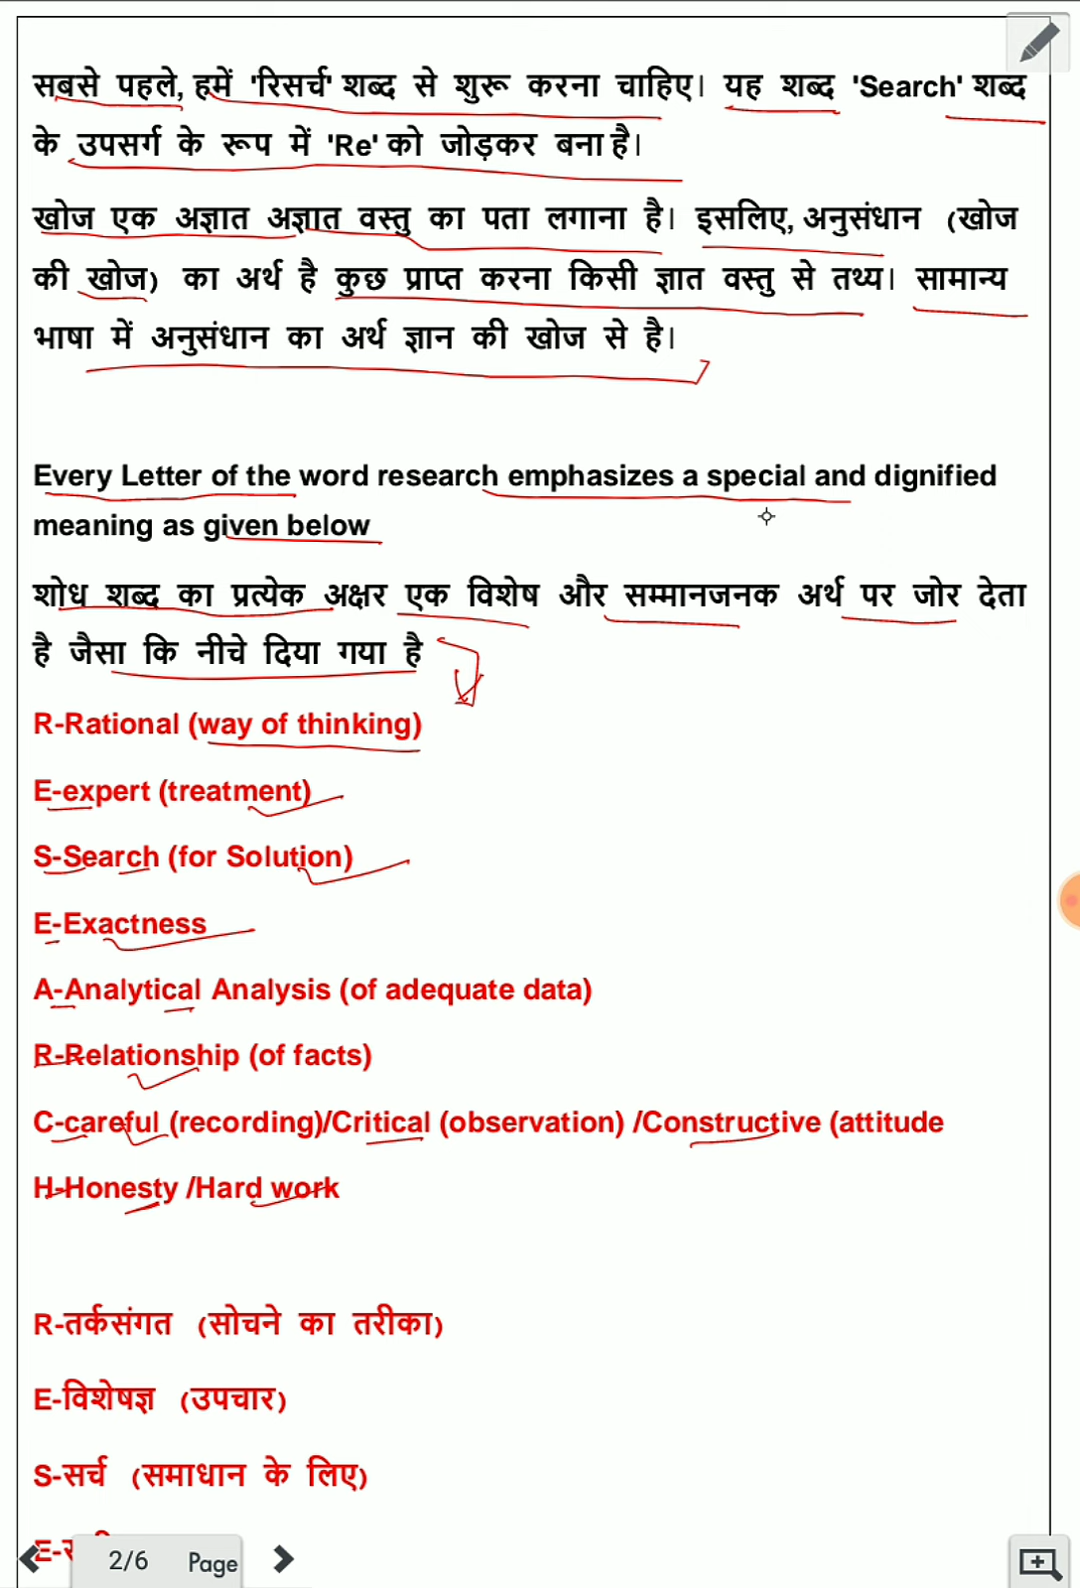 सबसे पहले, हमें 'रिसर्च' शब्द से शुरू करना चाहिए। यह शब्द 'Search' शब्द
के उपसर्ग के रूप में 'Re' को जोड़कर बना है।
खोज एक अज्ञात अज्ञात वस्तु का पता लगाना है। इसलिए, अनुसंधान (खोज
की खोज) का अर्थ है कुछ प्राप्त करना किसी ज्ञात वस्तु से तथ्य। सामान्य
भाषा में अनुसंधान का अर्थ ज्ञान की खोज से है।
Every Letter of the word research emphasizes a special and dignified
meaning as given below
शोध शब्द का प्रत्येक अक्षर एक विशेष और सम्मानजनक अर्थ पर जोर देता
है जैसा कि नीचे दिया गया है
R-Rational (way of thinking)
E-expert (treatment)
S-Search (for Solution)
E-Exactness
A-Analytical Analysis (of adequate data)
R-Relationship (of facts)
C-careful (recording)/Critical (observation) /Constructive (attitude
H-Honesty /Hard work
R-तर्कसंगत (सोचने का तरीका)
E-विशेषज्ञ (उपचार)
S-सर्च (समाधान के लिए)
2/6 Page